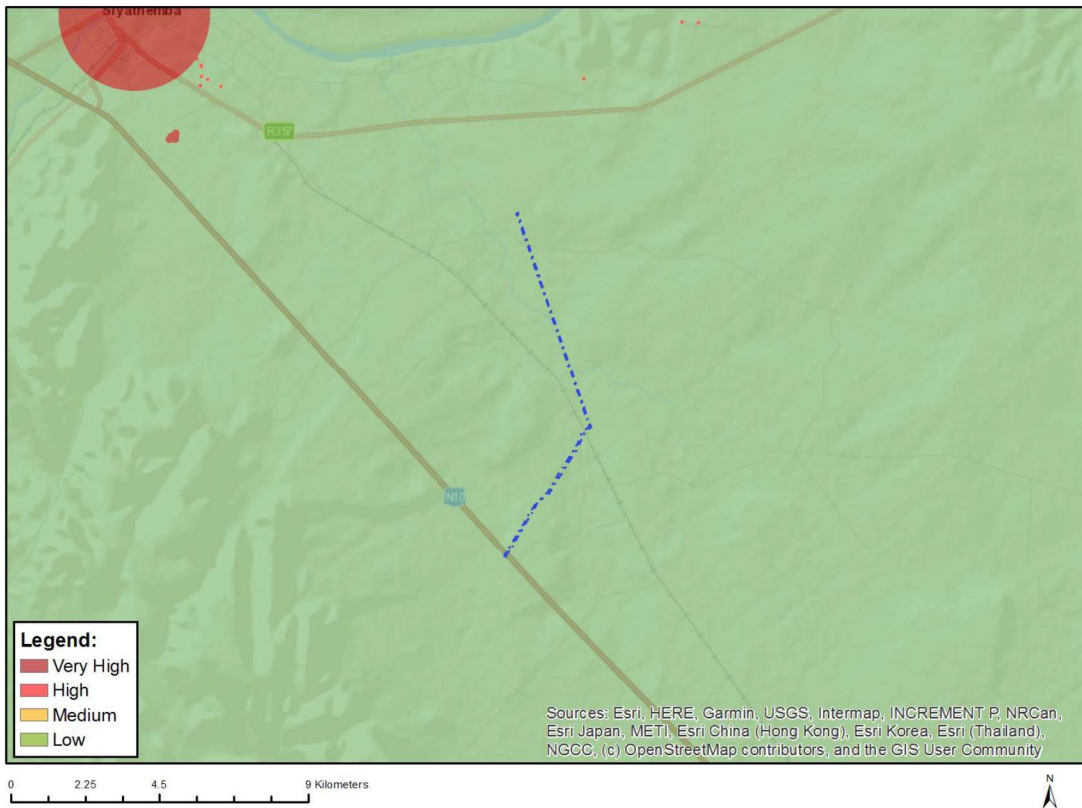 Siyathemba
R357
N10
Legend:
Very High
High
Medium
Low
Sources: Esri, HERE, Garmin, USGS, Intermap, INCREMENT P, NRCan,
Esri Japan, METI, Esri China (Hong Kong), Esri Korea, Esri (Thailand),
NGCC, (c) OpenStreetMap contributors, and the GIS User Community
0 2.25 4.5 9 Kilometers
N